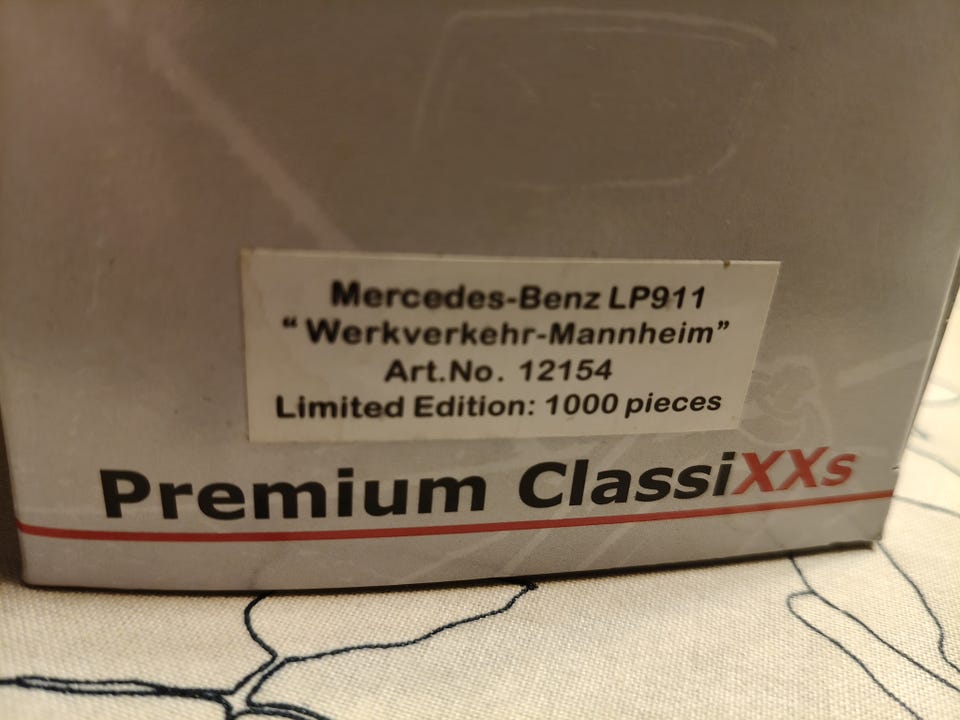 Mercedes-Benz LP911
“Werkverkehr-Mannheim”
Art.No. 12154
Limited Edition: 1000 pieces
Premium ClassiXXs